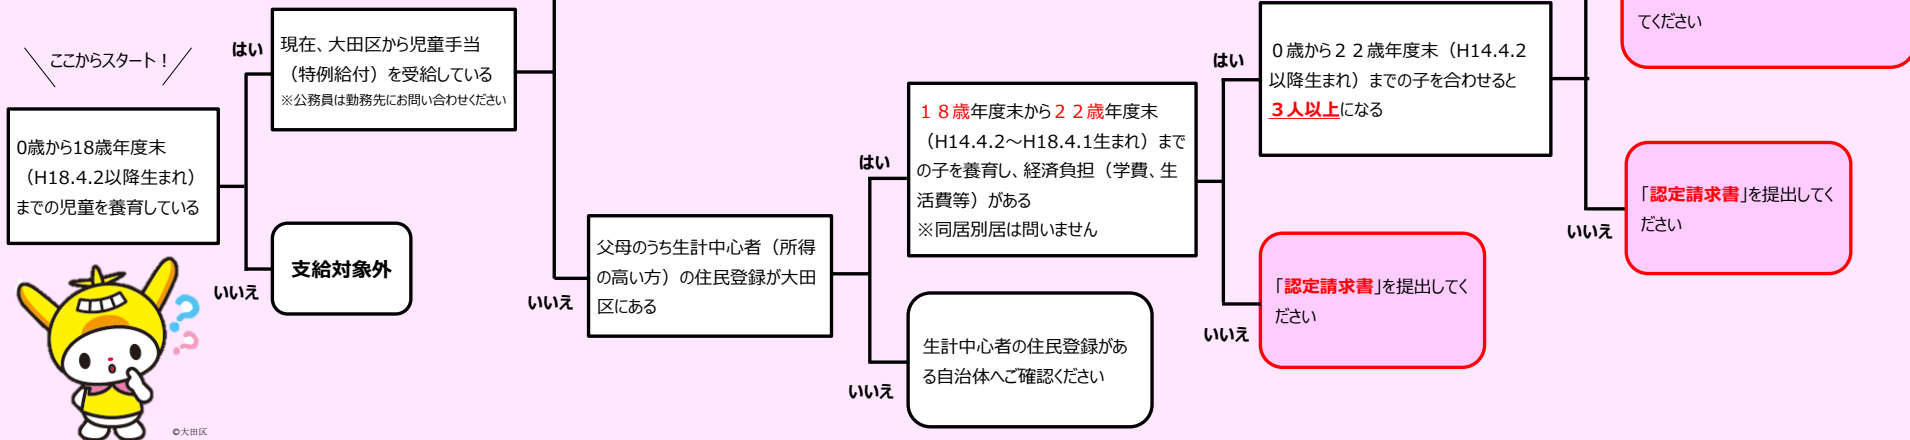 ここからスタート！
0歳から18歳年度末
（H18.4.2以降生まれ）
までの児童を養育している
はい
現在、大田区から児童手当
（特例給付）を受給している
※公務員は勤務先にお問い合わせください
いいえ
支給対象外
いいえ
父母のうち生計中心者（所得
の高い方）の住民登録が大田
区にある
はい
１８歳年度末から２２歳年度末
（H14.4.2～H18.4.1生まれ）まで
の子を養育し、経済負担（学費、生
活費等）がある
※同居別居は問いません
いいえ
生計中心者の住民登録があ
る自治体へご確認ください
はい
０歳から２２歳年度末（H14.4.2
以降生まれ）までの子を合わせると
３人以上になる
いいえ
「認定請求書」を提出してく
ださい
てください
いいえ
「認定請求書」を提出してく
ださい
©大田区